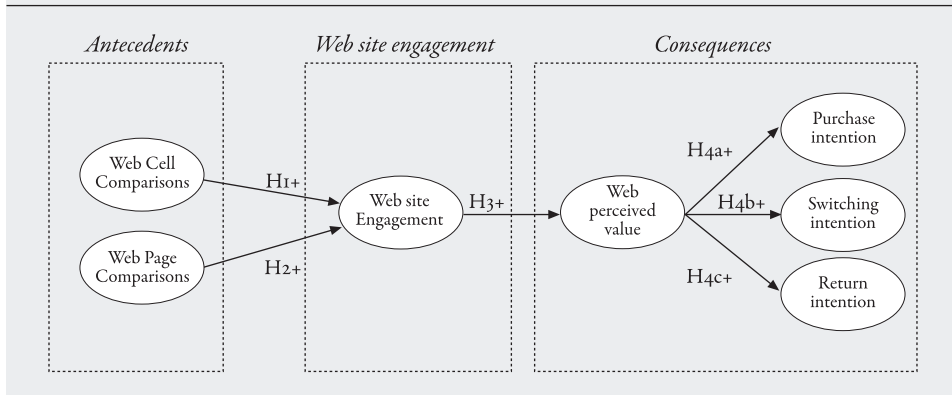 Antecedents
Web site engagement
Consequences
Web Cell
Comparisons
Web Page
Comparisons
H1+
H2+
Web site
Engagement
H3+
Web
perceived
value
H4a+
H4b+
H4c+
Purchase
intention
Switching
intention
Return
intention